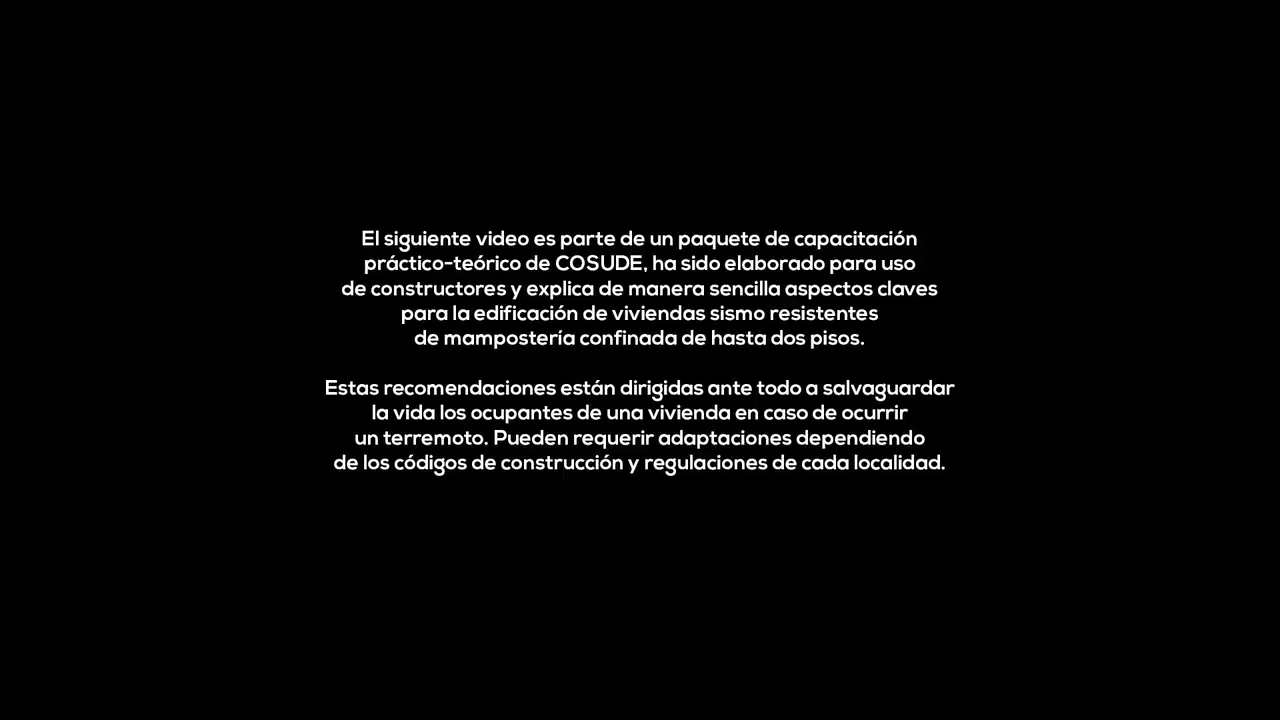 El siguiente video es parte de un paquete de capacitación
práctico-teórico de COSUDE, ha sido elaborado para uso
de constructores y explica de manera sencilla aspectos claves
para la edificación de viviendas sismo resistentes
de mampostería confinada de hasta dos pisos.
Estas recomendaciones están dirigidas ante todo a salvaguardar
la vida los ocupantes de una vivienda en caso de ocurrir
un terremoto. Pueden requerir adaptaciones dependiendo
de los códigos de construcción y regulaciones de cada localidad.